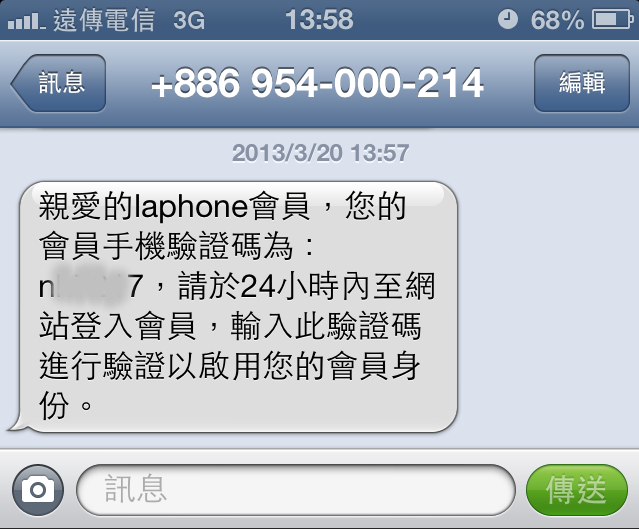 遠傳電信 3G 13:58 68%
訊息 +886 954-000-214 編輯
2013/3/20 13:57
親愛的laphone會員，您的
會員手機驗證碼為：
n 7，請於24小時內至網
站登入會員，輸入此驗證碼
進行驗證以啟用您的會員身
份。
訊息 傳送